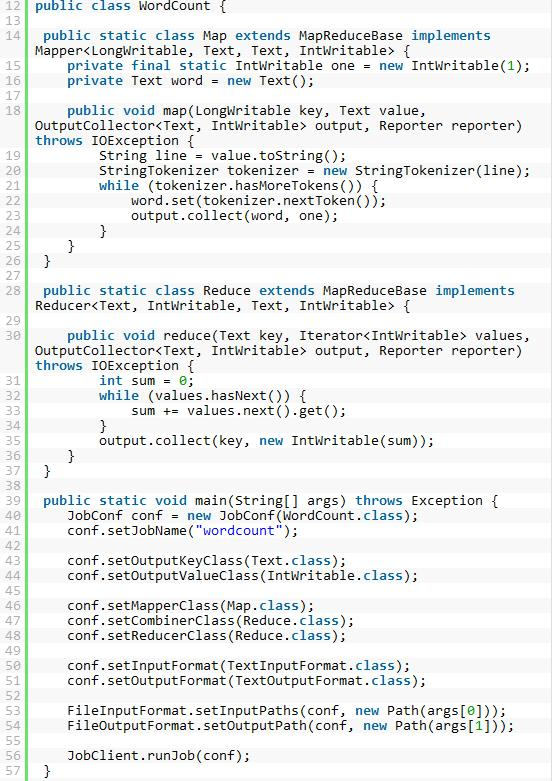 12 public class WordCount {
13
14 public static class Map extends MapReduceBase implements
Mapper<LongWritable, Text, Text, IntWritable> {
15 private final static IntWritable one = new IntWritable(1);
16 private Text word = new Text();
17
18 public void map(LongWritable key, Text value,
OutputCollector<Text, IntWritable> output, Reporter reporter)
throws IOException {
19 String line = value.toString();
20 StringTokenizer tokenizer = new StringTokenizer(line);
21 while (tokenizer.hasMoreTokens()) {
22 word.set(tokenizer.nextToken());
23 output.collect(word, one);
24 }
25 }
26 }
27
28 public static class Reduce extends MapReduceBase implements
Reducer<Text, IntWritable, Text, IntWritable> {
29
30 public void reduce(Text key, Iterator<IntWritable> values,
OutputCollector<Text, IntWritable> output, Reporter reporter)
throws IOException {
31 int sum = 0;
32 while (values.hasNext()) {
33 sum += values.next().get();
34 }
35 output.collect(key, new IntWritable(sum));
36 }
37 }
38
39 public static void main(String[] args) throws Exception {
40 JobConf conf = new JobConf(WordCount.class);
41 conf.setJobName("wordcount");
42
43 conf.setOutputKeyClass(Text.class);
44 conf.setOutputValueClass(IntWritable.class);
45
46 conf.setMapperClass(Map.class);
47 conf.setCombinerClass(Reduce.class);
48 conf.setReducerClass(Reduce.class);
49
50 conf.setInputFormat(TextInputFormat.class);
51 conf.setOutputFormat(TextOutputFormat.class);
52
53 FileInputFormat.setInputPaths(conf, new Path(args[0]));
54 FileOutputFormat.setOutputPath(conf, new Path(args[1]));
55
56 JobClient.runJob(conf);
57 }